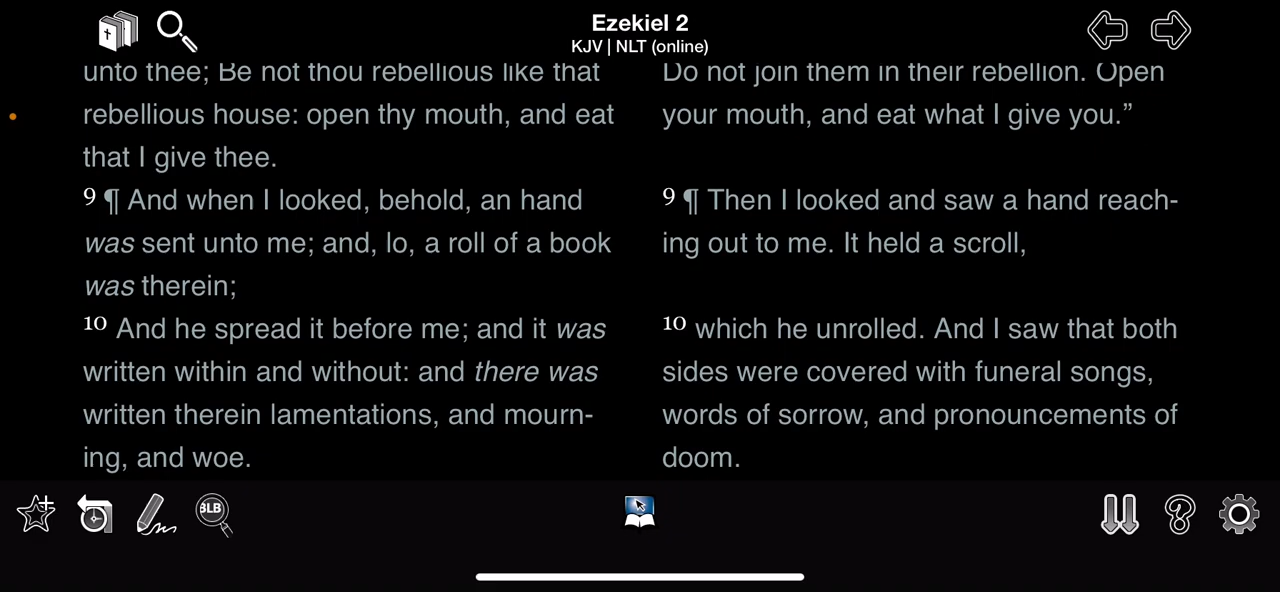 Ezekiel 2
KJV | NLT (online)
unto thee; Be not thou rebellious like that
rebellious house: open thy mouth, and eat
that I give thee.
9 ¶ And when I looked, behold, an hand
was sent unto me; and, lo, a roll of a book
was therein;
10 And he spread it before me; and it was
written within and without: and there was
written therein lamentations, and mourn-
ing, and woe.
Do not join them in their rebellion. Open
your mouth, and eat what I give you.”
9 ¶ Then I looked and saw a hand reach-
ing out to me. It held a scroll,
10 which he unrolled. And I saw that both
sides were covered with funeral songs,
words of sorrow, and pronouncements of
doom.
BLB